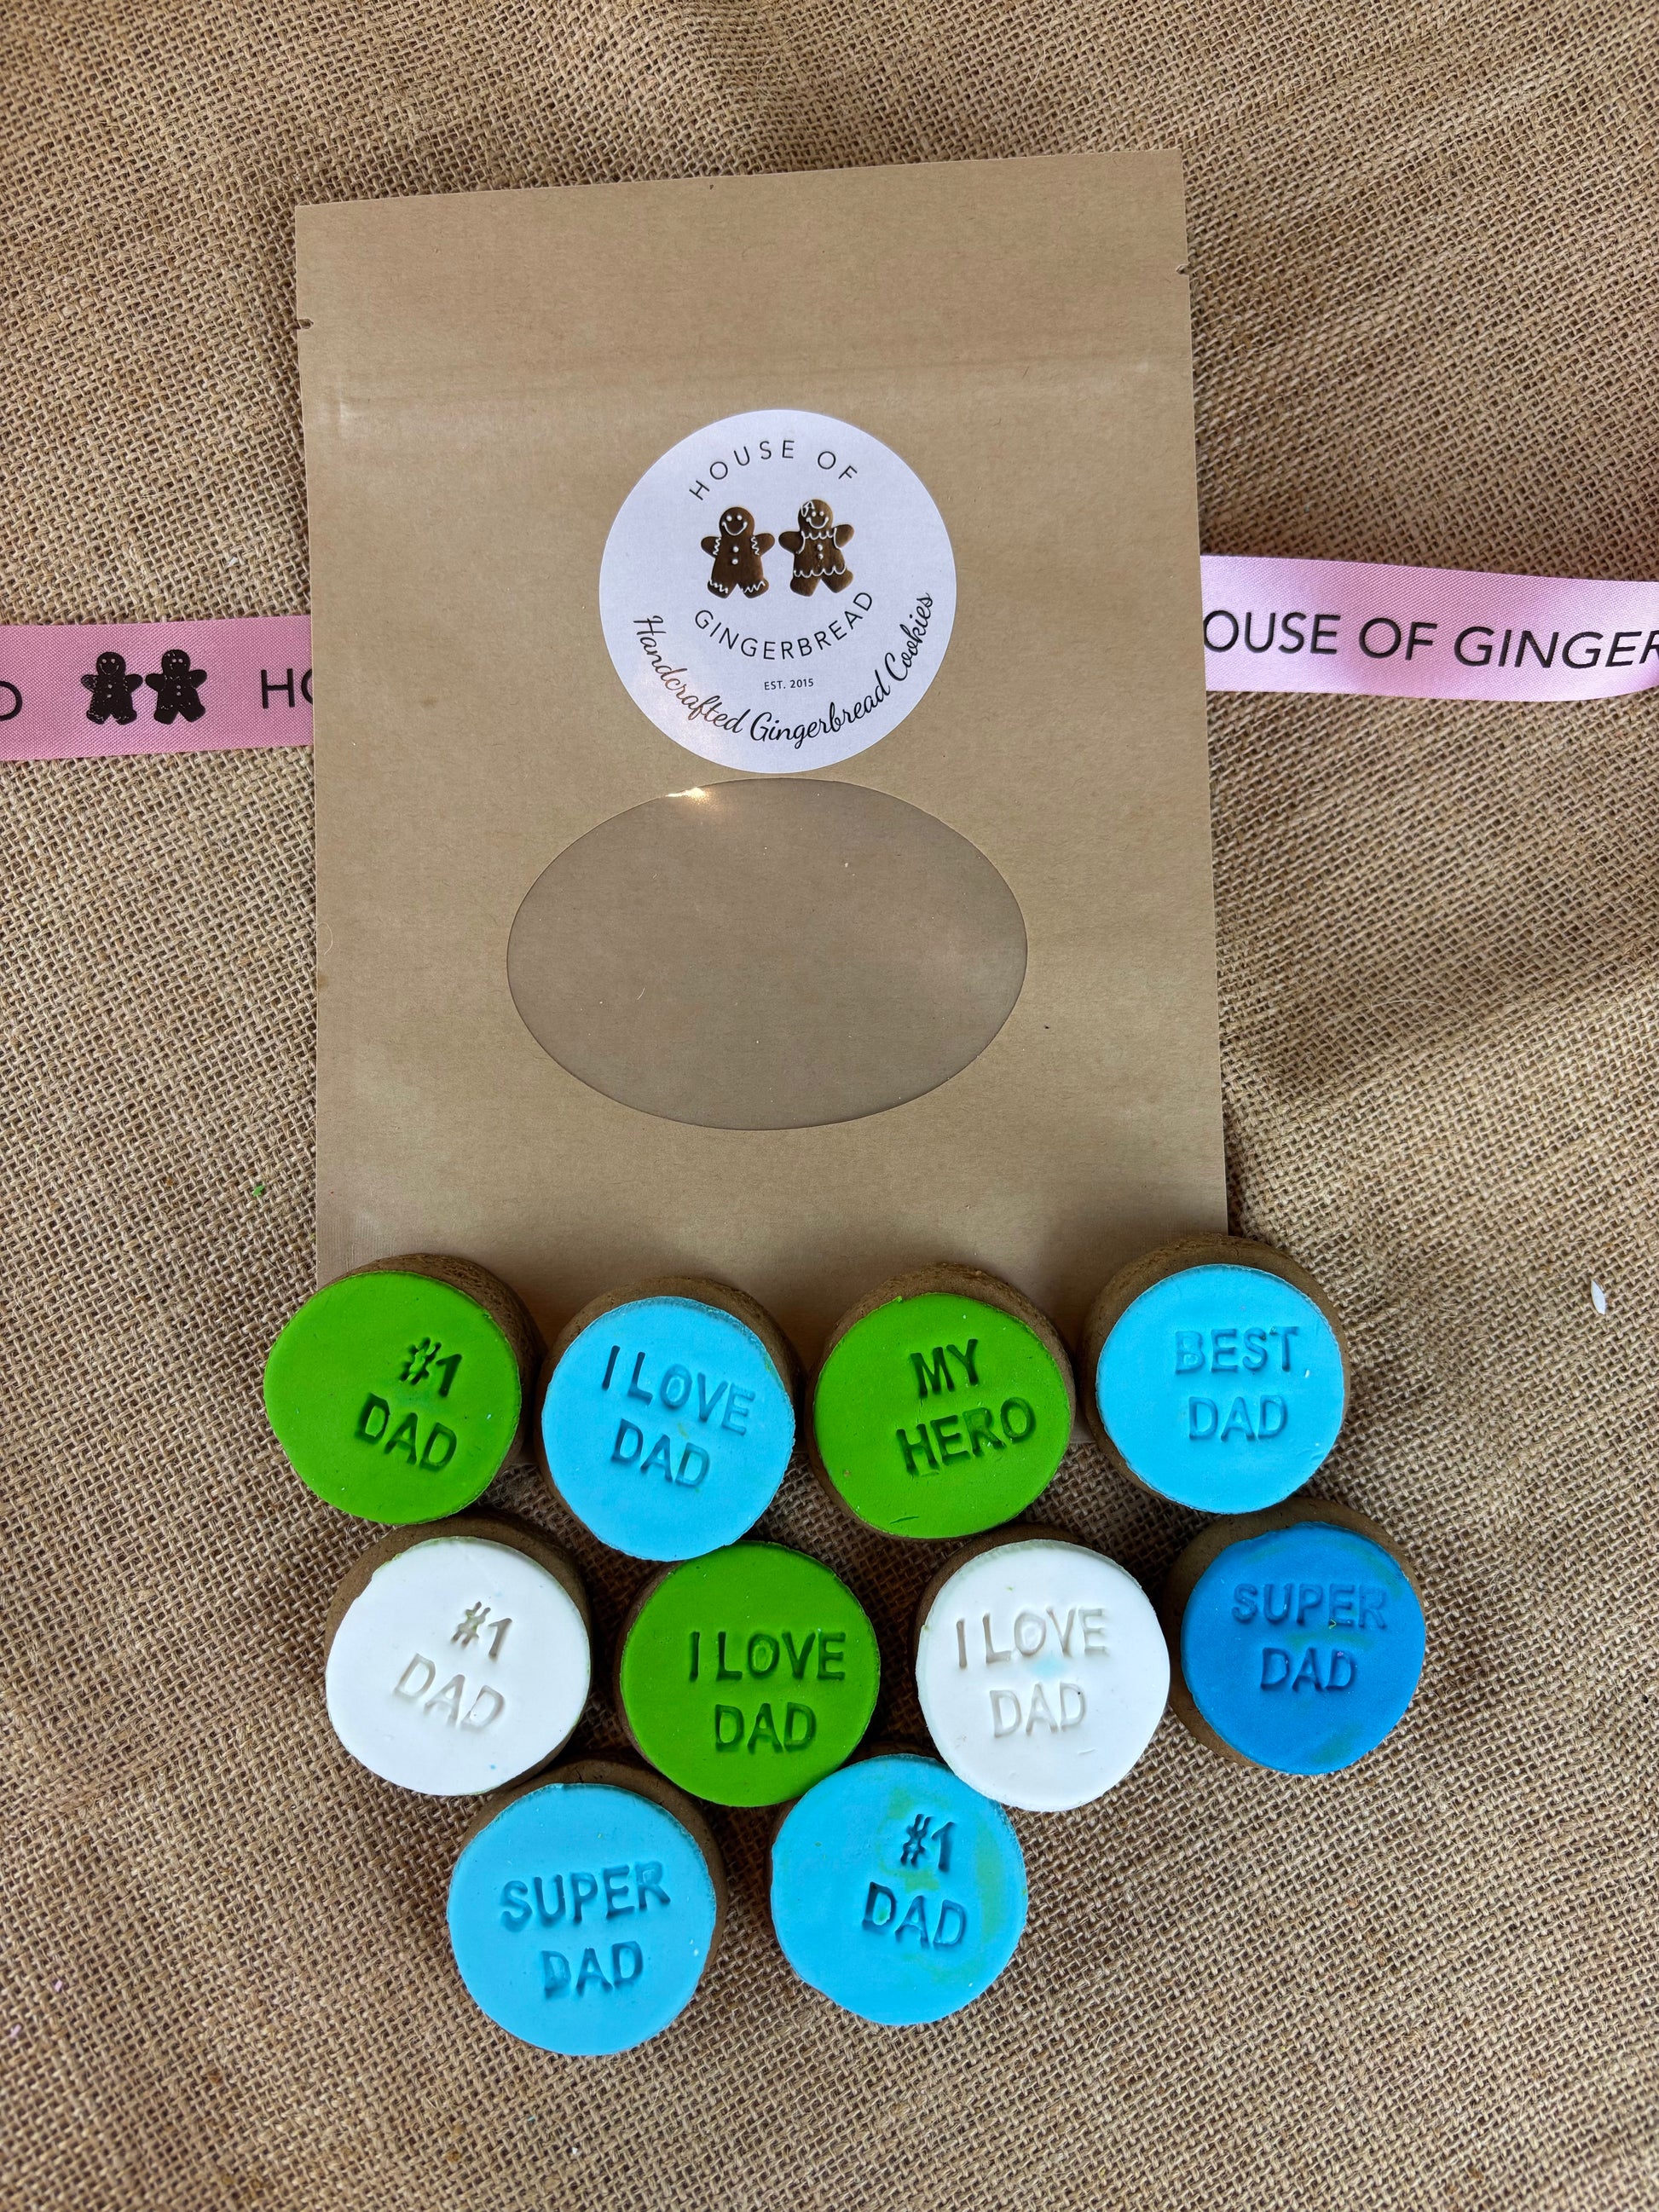 HOUSE OF
GINGERBREAD
EST. 2015
Handcrafted Gingerbread Cookies
HO
OUSE OF GINGER
#1
DAD
I LOVE
DAD
MY
HERO
BEST
DAD
#1
DAD
I LOVE
DAD
I LOVE
DAD
SUPER
DAD
SUPER
DAD
#1
DAD